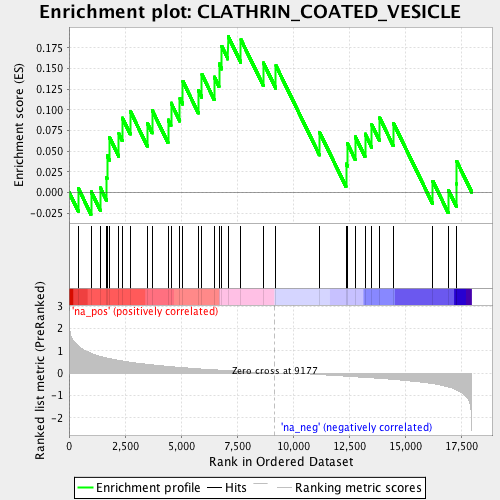 Enrichment plot: CLATHRIN_COATED_VESICLE
Enrichment score (ES)
0.175
0.150
0.125
0.100
0.075
0.050
0.025
0.000
-0.025
Ranked list metric (PreRanked)
3
2
1
0
-1
-2
'na_pos' (positively correlated)
Zero cross at 9177
'na_neg' (negatively correlated)
0 2,500 5,000 7,500 10,000 12,500 15,000 17,500
Rank in Ordered Dataset
Enrichment profile Hits Ranking metric scores